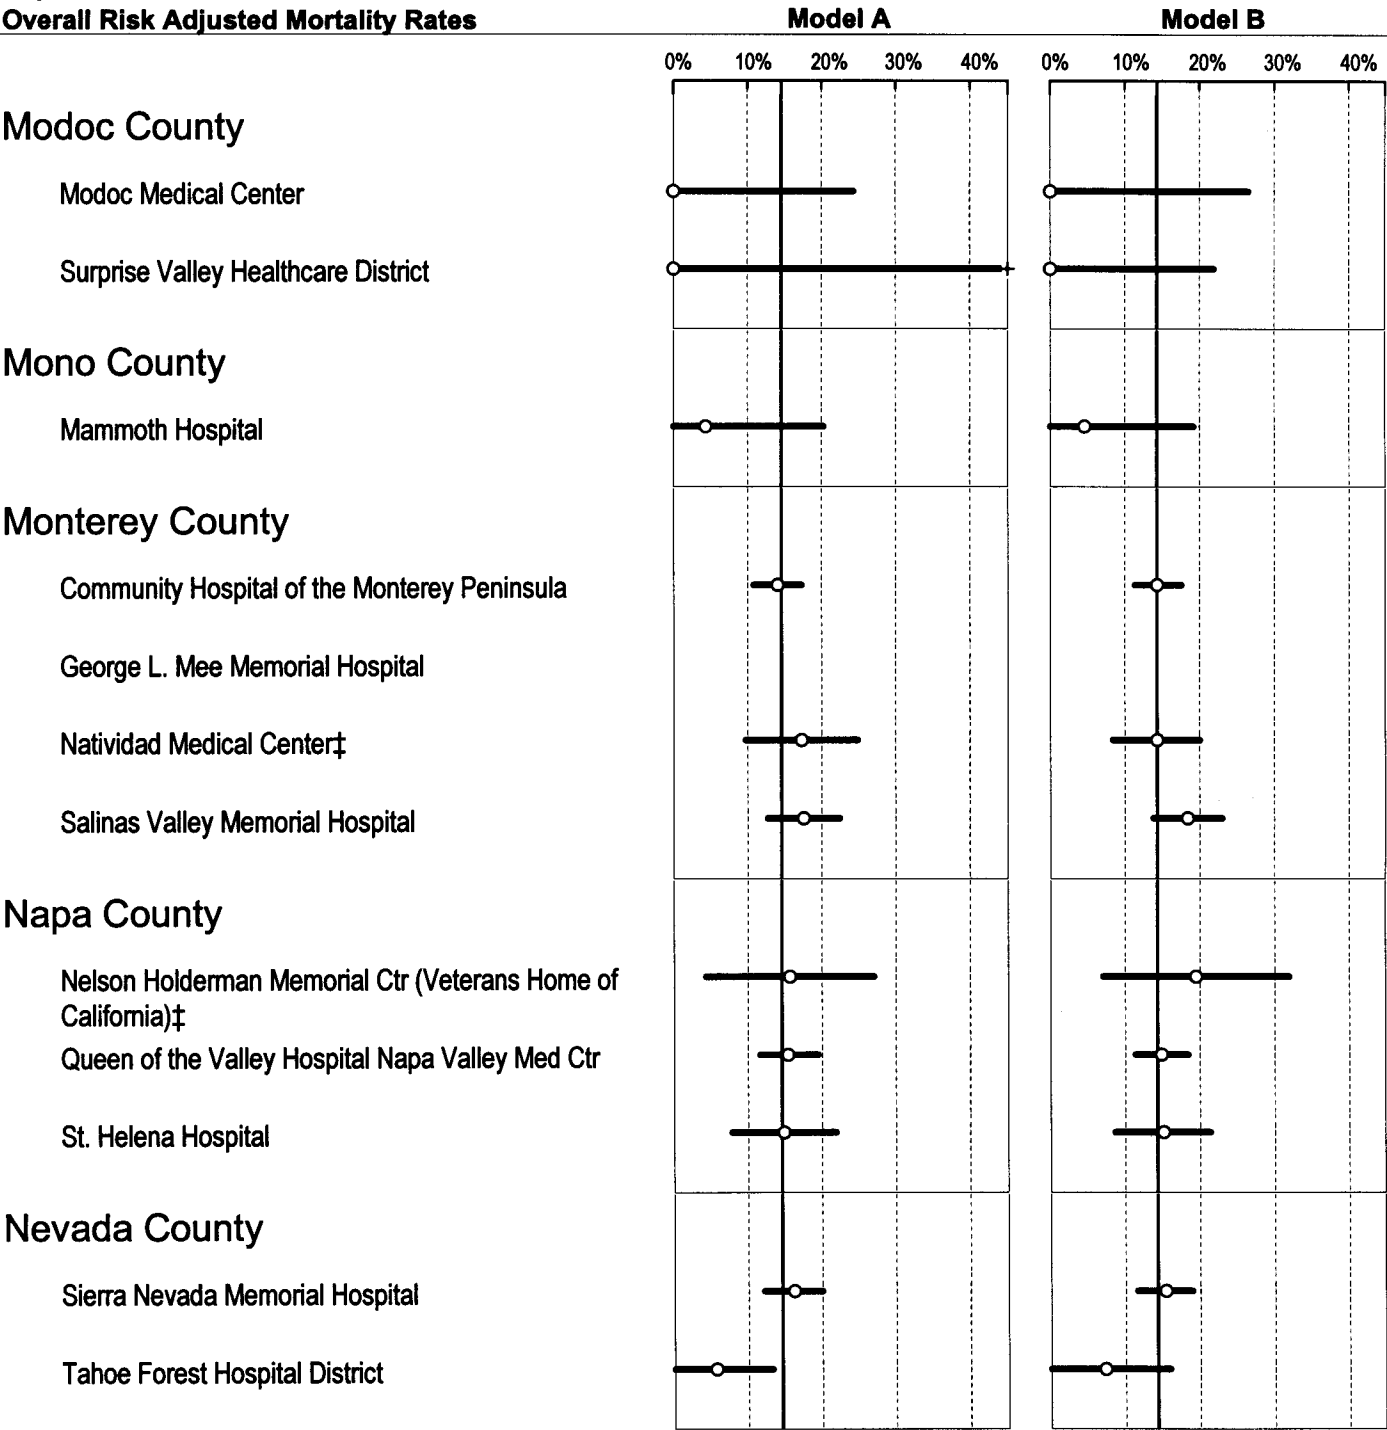 Overall Risk Adjusted Mortality Rates Model A Model B
0% 10% 20% 30% 40% 0% 10% 20% 30% 40%
Modoc County
Modoc Medical Center
Surprise Valley Healthcare District
Mono County
Mammoth Hospital
Monterey County
Community Hospital of the Monterey Peninsula
George L. Mee Memorial Hospital
Natividad Medical Center‡
Salinas Valley Memorial Hospital
Napa County
Nelson Holderman Memorial Ctr (Veterans Home of
California)‡
Queen of the Valley Hospital Napa Valley Med Ctr
St. Helena Hospital
Nevada County
Sierra Nevada Memorial Hospital
Tahoe Forest Hospital District